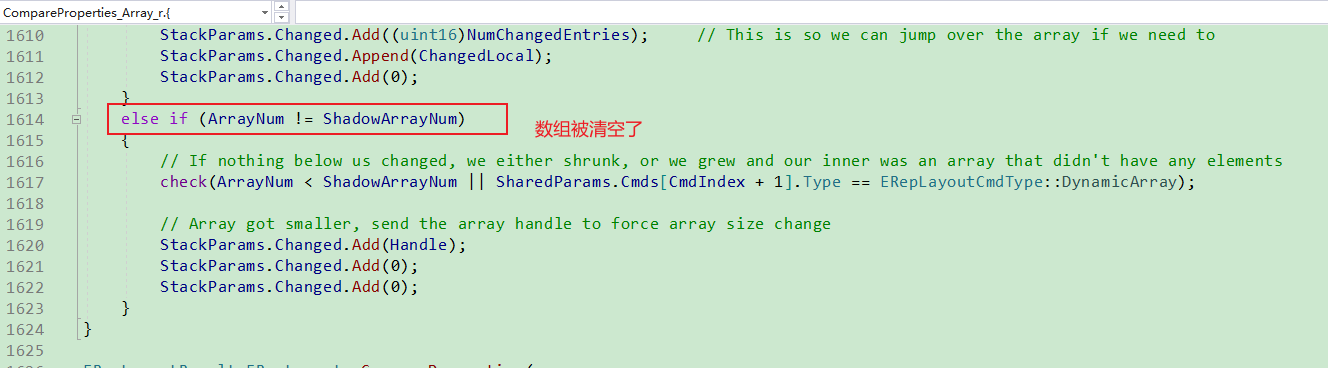 CompareProperties_Array_r.{
1610 StackParams.Changed.Add((uint16)NumChangedEntries); // This is so we can jump over the array if we need to
1611 StackParams.Changed.Append(ChangedLocal);
1612 StackParams.Changed.Add(0);
1613 }
1614 else if (ArrayNum != ShadowArrayNum)
数组被清空了
1615 {
1616 // If nothing below us changed, we either shrunk, or we grew and our inner was an array that didn't have any elements
1617 check(ArrayNum < ShadowArrayNum || SharedParams.Cmds[CmdIndex + 1].Type == ERepLayoutCmdType::DynamicArray);
1618
1619 // Array got smaller, send the array handle to force array size change
1620 StackParams.Changed.Add(Handle);
1621 StackParams.Changed.Add(0);
1622 StackParams.Changed.Add(0);
1623 }
1624 }
1625